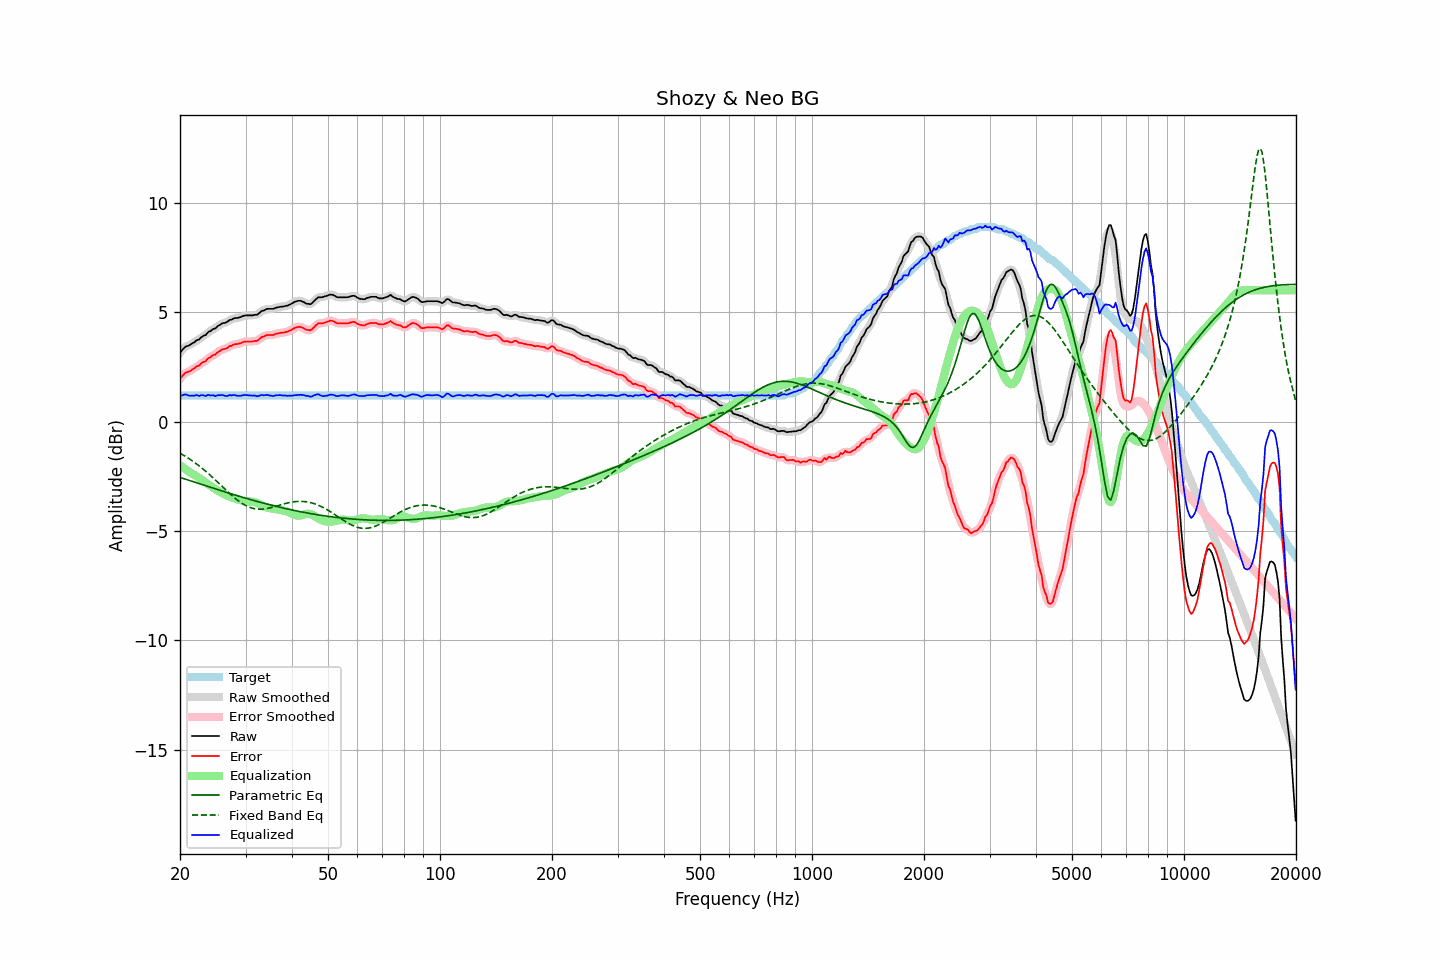 Shozy & Neo BG
Amplitude (dBr)
10
5
0
−5
−10
−15
Target
Raw Smoothed
Error Smoothed
Raw
Error
Equalization
Parametric Eq
Fixed Band Eq
Equalized
20 50 100 200 500 1000 2000 5000 10000 20000
Frequency (Hz)